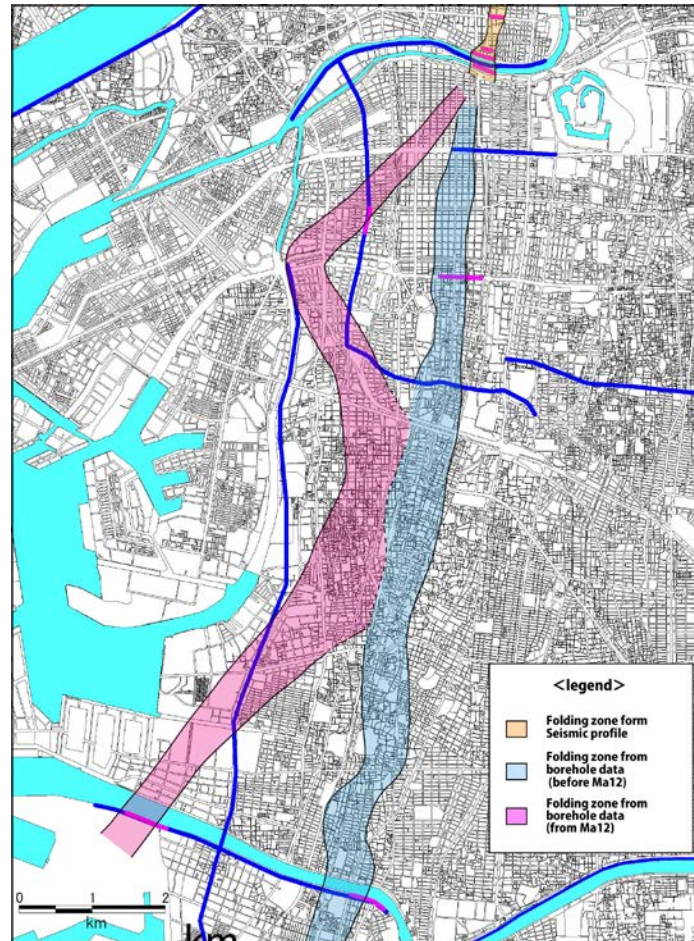 <legend>
Folding zone form
Seismic profile
Folding zone from
borehole data
(before Ma12)
Folding zone from
borehole data
(from Ma12)
0 1 2
km
km